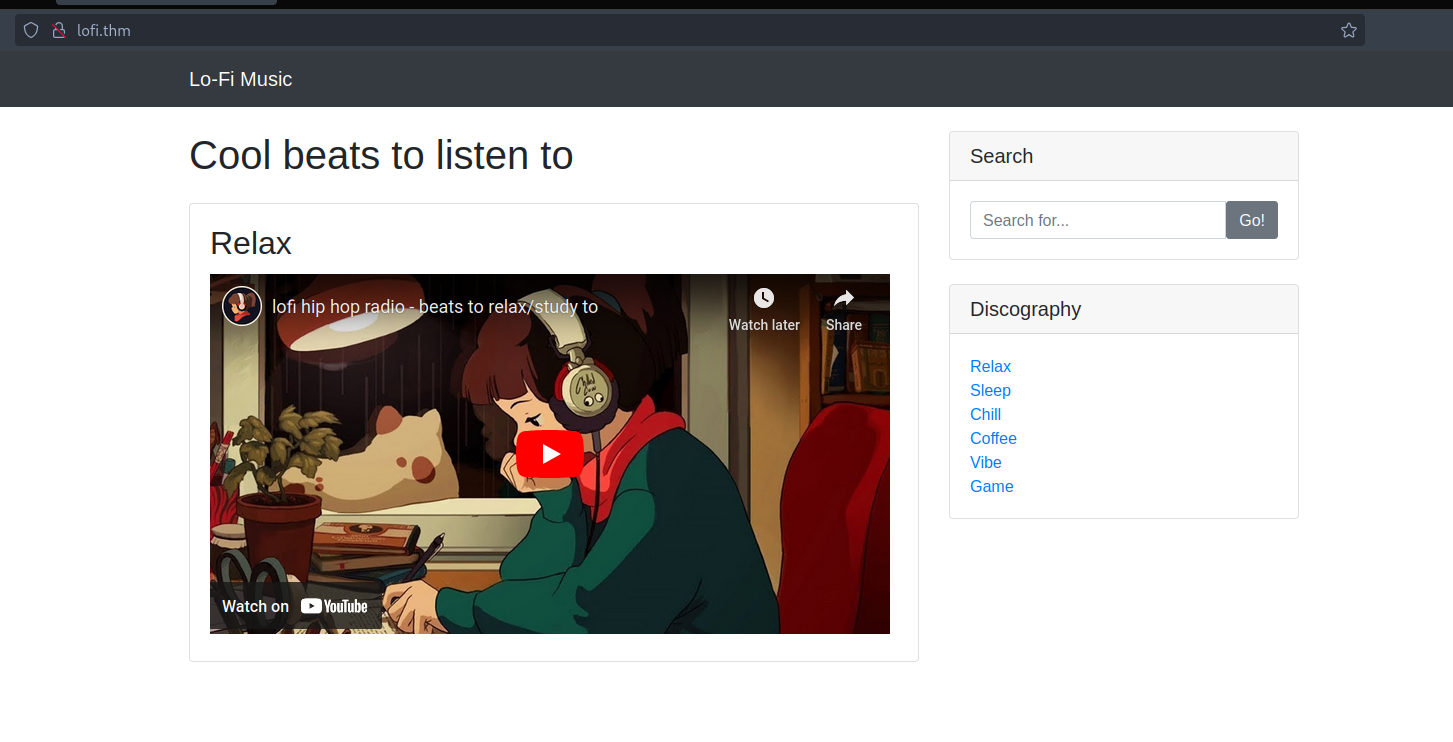 lofi.thm
Lo-Fi Music
Cool beats to listen to
Relax
lofi hip hop radio - beats to relax/study to
Watch later
Share
Watch on YouTube
Search
Search for...
Go!
Discography
Relax
Sleep
Chill
Coffee
Vibe
Game